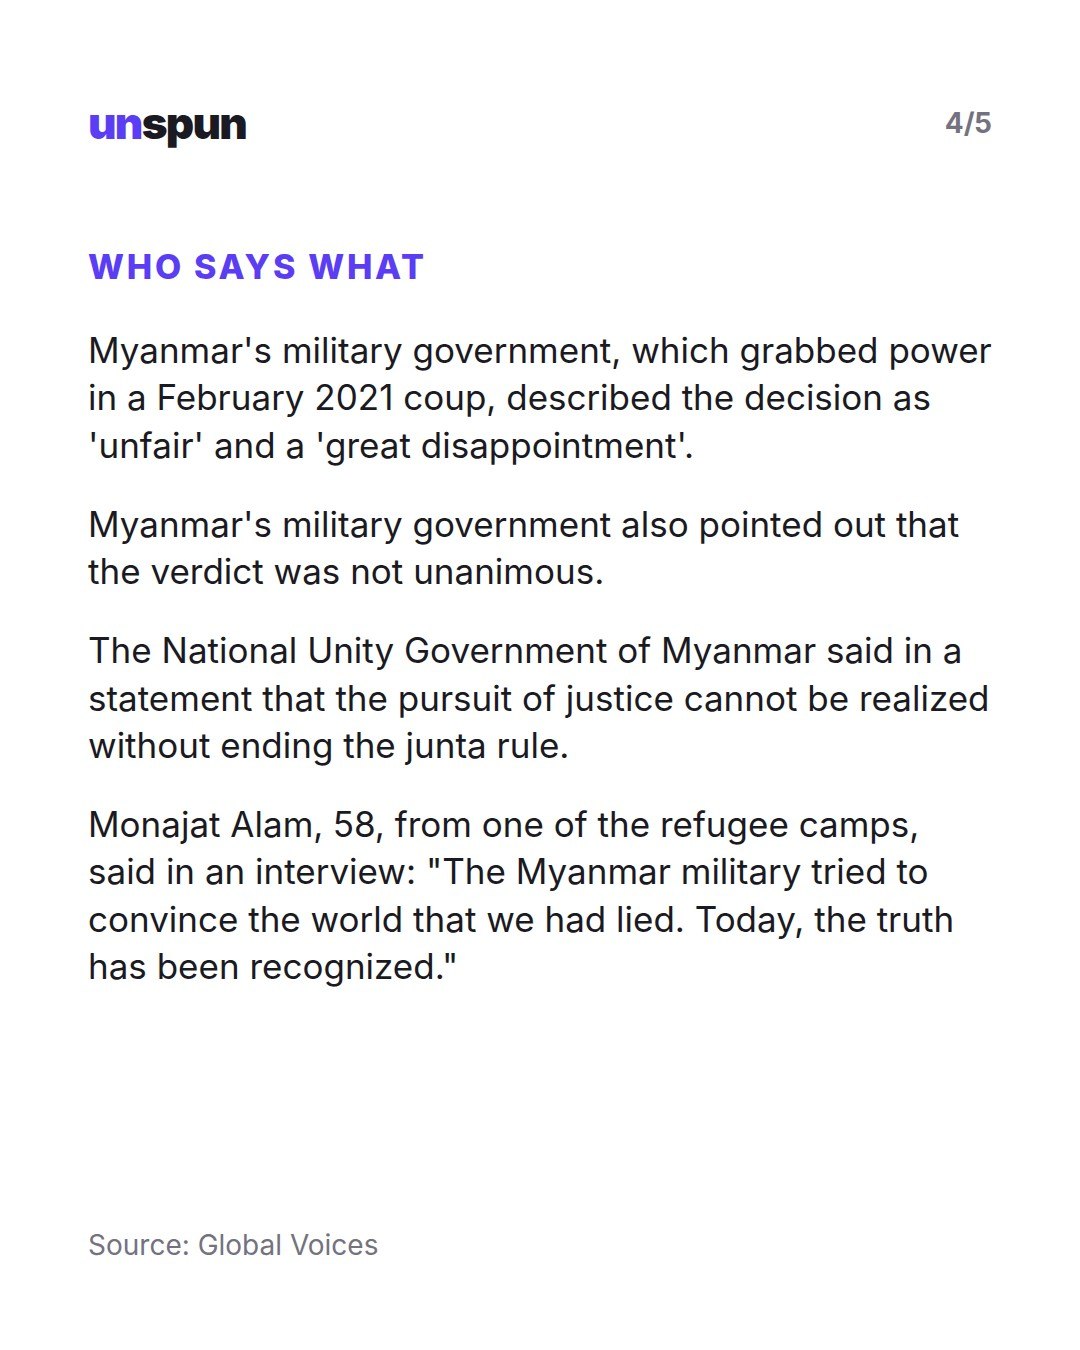 unspun
4/5
WHO SAYS WHAT
Myanmar's military government, which grabbed power
in a February 2021 coup, described the decision as
'unfair' and a 'great disappointment'.
Myanmar's military government also pointed out that
the verdict was not unanimous.
The National Unity Government of Myanmar said in a
statement that the pursuit of justice cannot be realized
without ending the junta rule.
Monajat Alam, 58, from one of the refugee camps,
said in an interview: "The Myanmar military tried to
convince the world that we had lied. Today, the truth
has been recognized."
Source: Global Voices